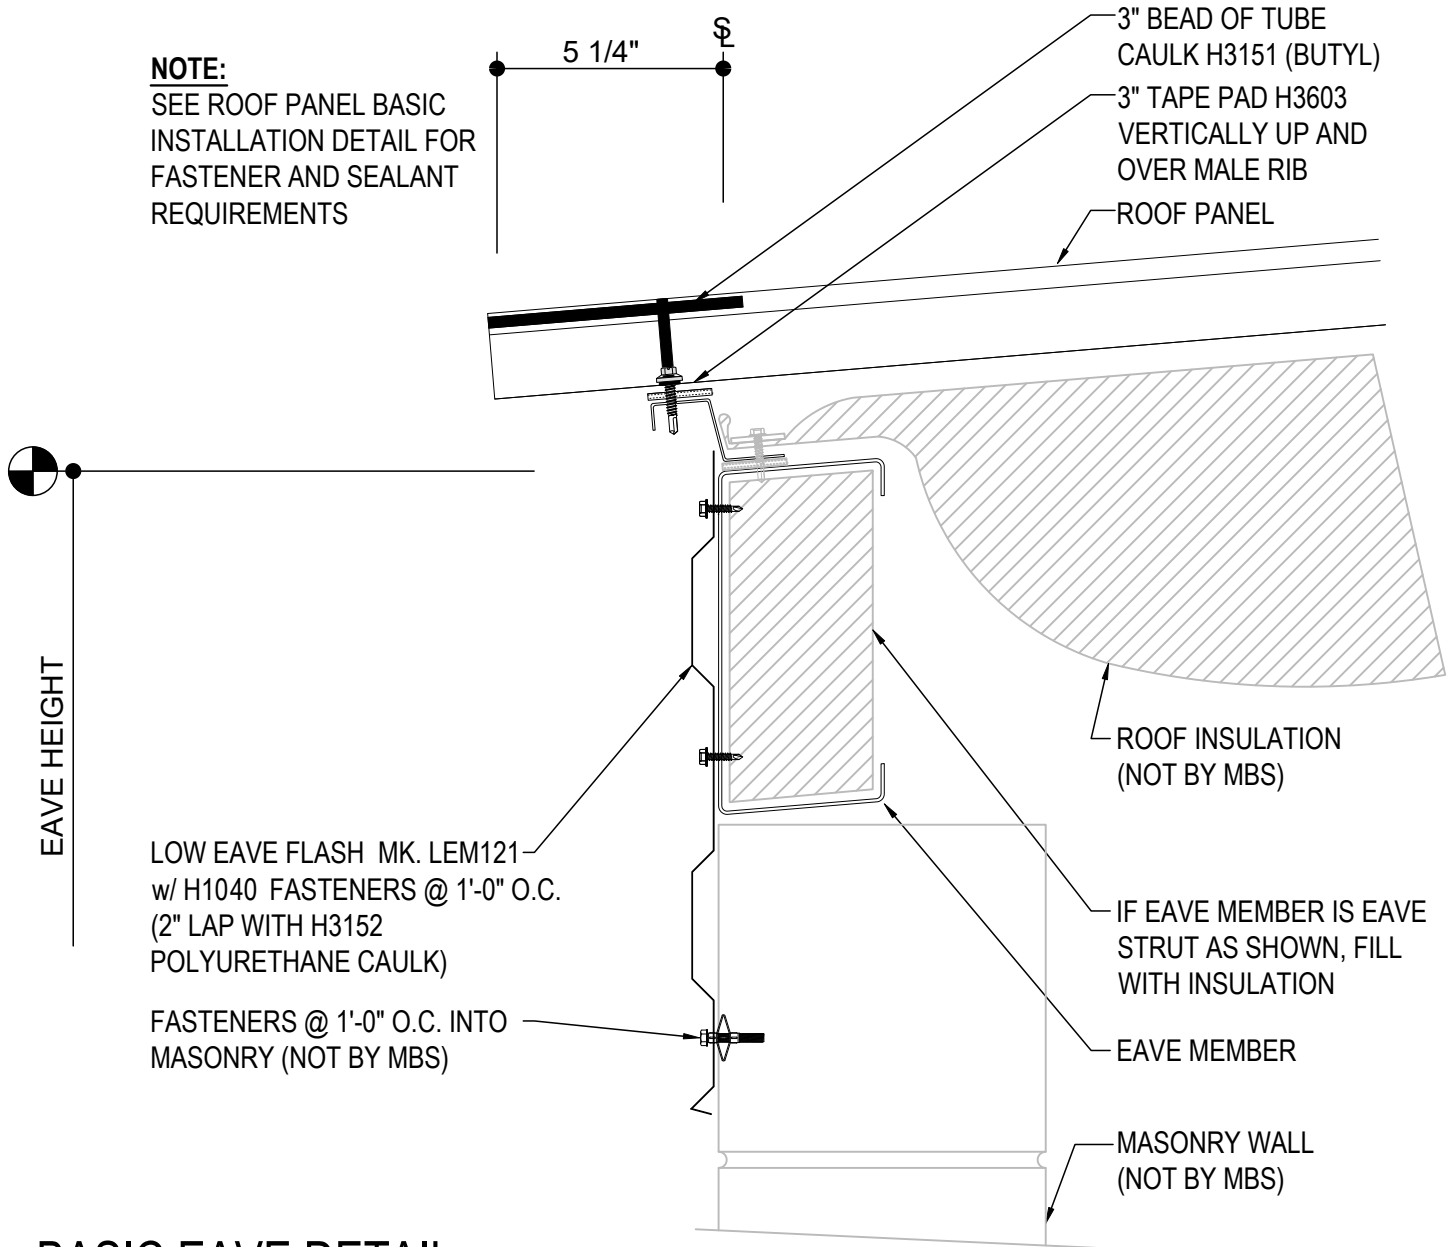 NOTE:
SEE ROOF PANEL BASIC
INSTALLATION DETAIL FOR
FASTENER AND SEALANT
REQUIREMENTS
5 1/4"
SL
3" BEAD OF TUBE
CAULK H3151 (BUTYL)
3" TAPE PAD H3603
VERTICALLY UP AND
OVER MALE RIB
ROOF PANEL
EAVE HEIGHT
ROOF INSULATION
(NOT BY MBS)
LOW EAVE FLASH MK. LEM121
w/ H1040 FASTENERS @ 1'-0" O.C.
(2" LAP WITH H3152
POLYURETHANE CAULK)
FASTENERS @ 1'-0" O.C. INTO
MASONRY (NOT BY MBS)
IF EAVE MEMBER IS EAVE
STRUT AS SHOWN, FILL
WITH INSULATION
EAVE MEMBER
MASONRY WALL
(NOT BY MBS)
BASIC EAVE DETAIL